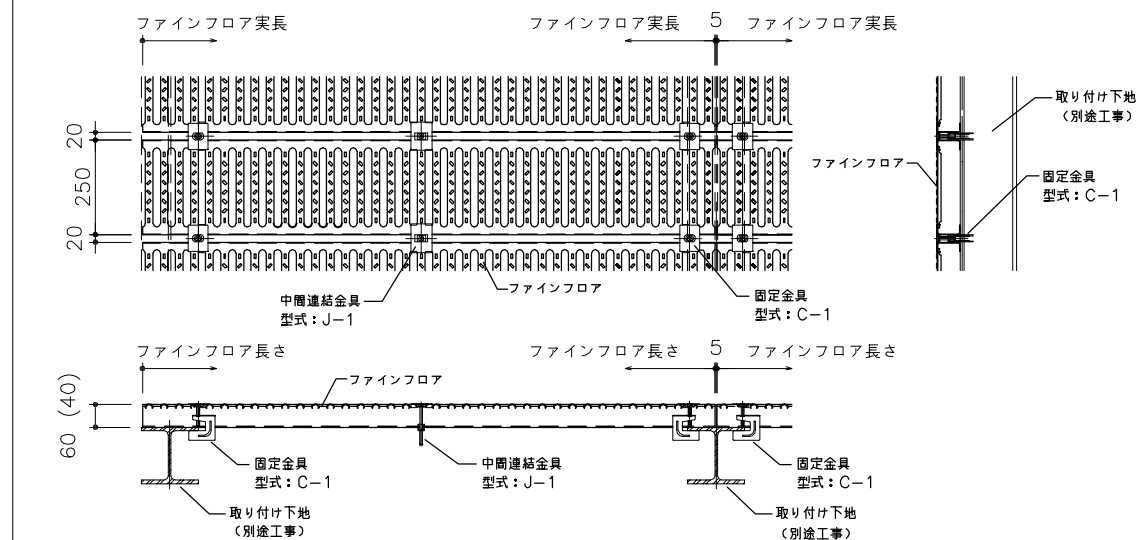 ファインフロア実長
ファインフロア実長
5
ファインフロア実長
20
250
20
取り付け下地
(別途工事)
ファインフロア
固定金具
型式：C-1
ファインフロア
中間連結金具
型式：J-1
固定金具
型式：C-1
ファインフロア長さ
ファインフロア長さ
5
ファインフロア長さ
60 (40)
ファインフロア
固定金具
型式：C-1
中間連結金具
型式：J-1
固定金具
型式：C-1
取り付け下地
(別途工事)
取り付け下地
(別途工事)